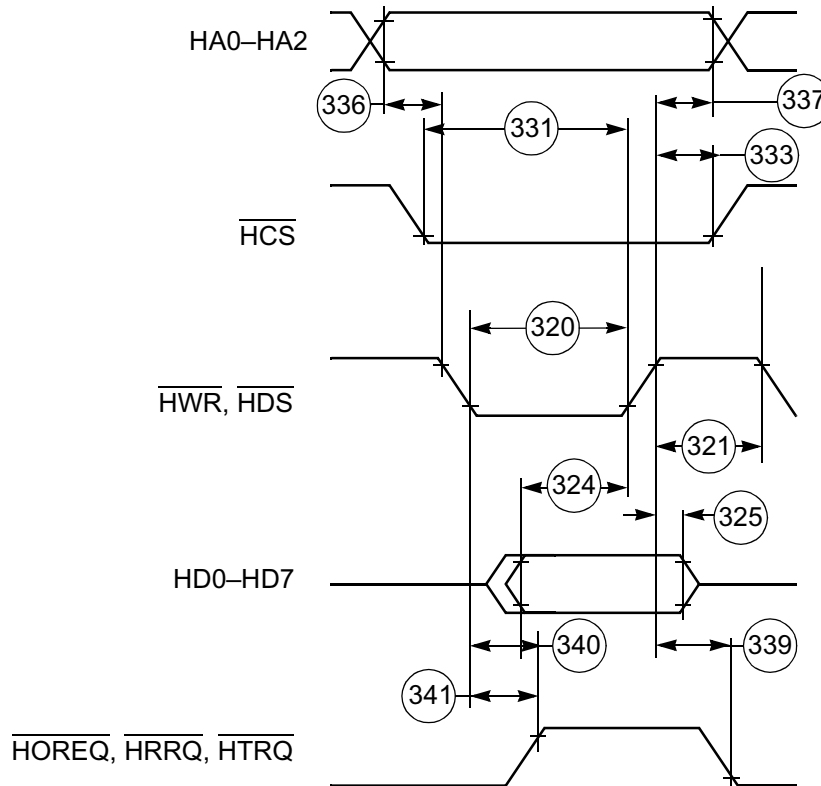 HA0–HA2
336
337
331
333
HCS
320
HWR, HDS
321
324
325
HD0–HD7
340
339
341
HOREQ, HRRQ, HTRQ